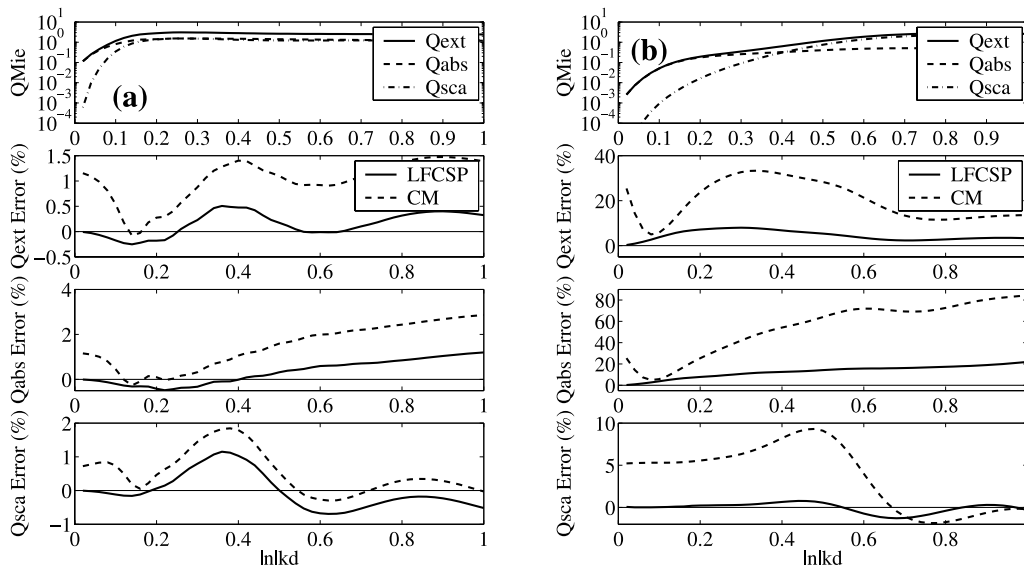 QMie
10¹
10⁰
10⁻¹
10⁻²
10⁻³
10⁻⁴
(a)
Qext
Qabs
Qsca
0 0.1 0.2 0.3 0.4 0.5 0.6 0.7 0.8 0.9 1
Qext Error (%)
1.5
1
0.5
0
−0.5
LFCSP
CM
0 0.2 0.4 0.6 0.8 1
Qabs Error (%)
4
2
0
0 0.2 0.4 0.6 0.8 1
Qsca Error (%)
2
1
0
−1
0 0.2 0.4 0.6 0.8 1
|n|kd
QMie
10¹
10⁰
10⁻¹
10⁻²
10⁻³
10⁻⁴
(b)
Qext
Qabs
Qsca
0 0.1 0.2 0.3 0.4 0.5 0.6 0.7 0.8 0.9
Qext Error (%)
40
20
0
LFCSP
CM
0 0.2 0.4 0.6 0.8
Qabs Error (%)
80
60
40
20
0
0 0.2 0.4 0.6 0.8
Qsca Error (%)
10
5
0
0 0.2 0.4 0.6 0.8
|n|kd